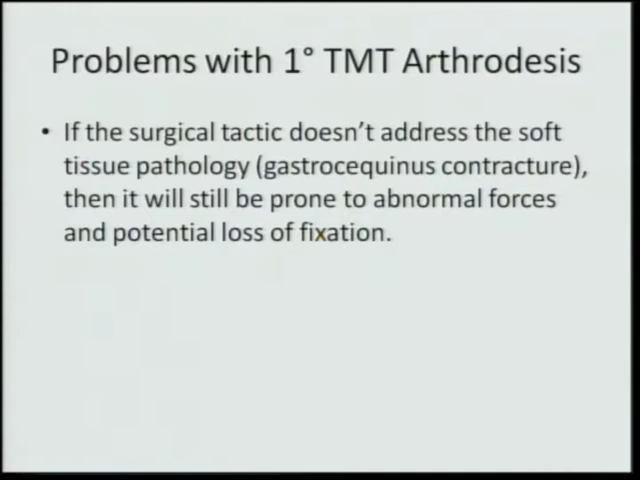 Problems with 1° TMT Arthrodesis
• If the surgical tactic doesn't address the soft
tissue pathology (gastrocequinus contracture),
then it will still be prone to abnormal forces
and potential loss of fixation.